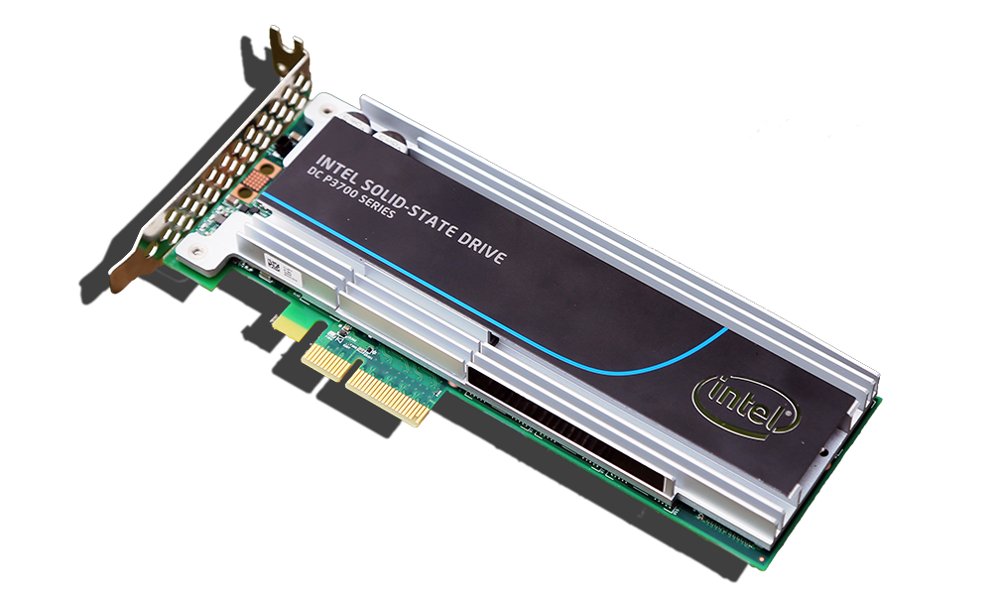 INTEL SOLID-STATE DRIVE
DC P3700 SERIES
intel®